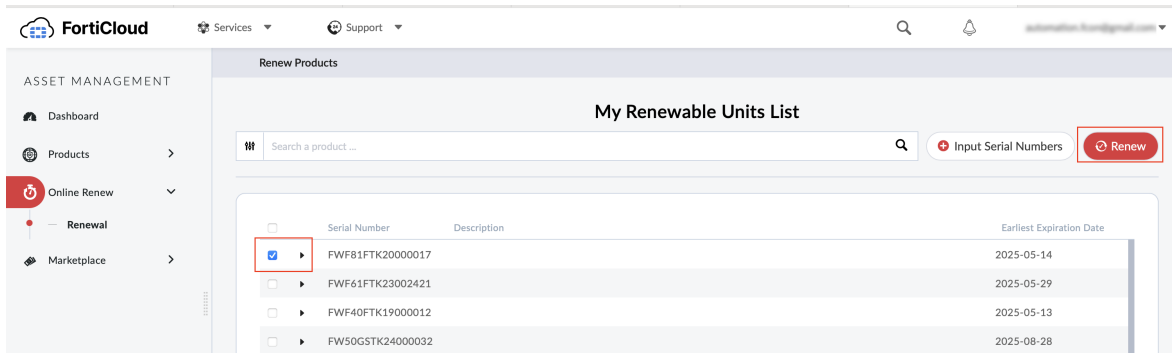 FortiCloud
Services
24
Support
ASSET MANAGEMENT
Dashboard
Products
Online Renew
Renewal
Marketplace
Renew Products
My Renewable Units List
Search a product ...
Input Serial Numbers
Renew
Serial Number Description Earliest Expiration Date
FWF81FTK20000017 2025-05-14
FWF61FTK23002421 2025-05-29
FWF40FTK19000012 2025-05-13
FW50GSTK24000032 2025-08-28